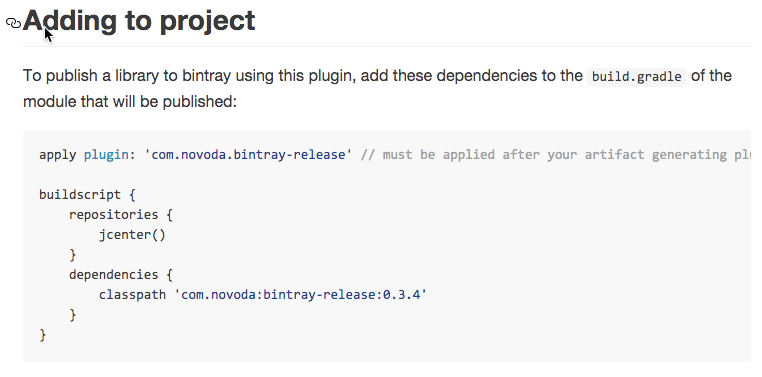 Adding to project
To publish a library to bintray using this plugin, add these dependencies to the build.gradle of the
module that will be published:
apply plugin: 'com.novoda.bintray-release' // must be applied after your artifact generating
buildscript {
    repositories {
        jcenter()
    }
    dependencies {
        classpath 'com.novoda:bintray-release:0.3.4'
    }
}